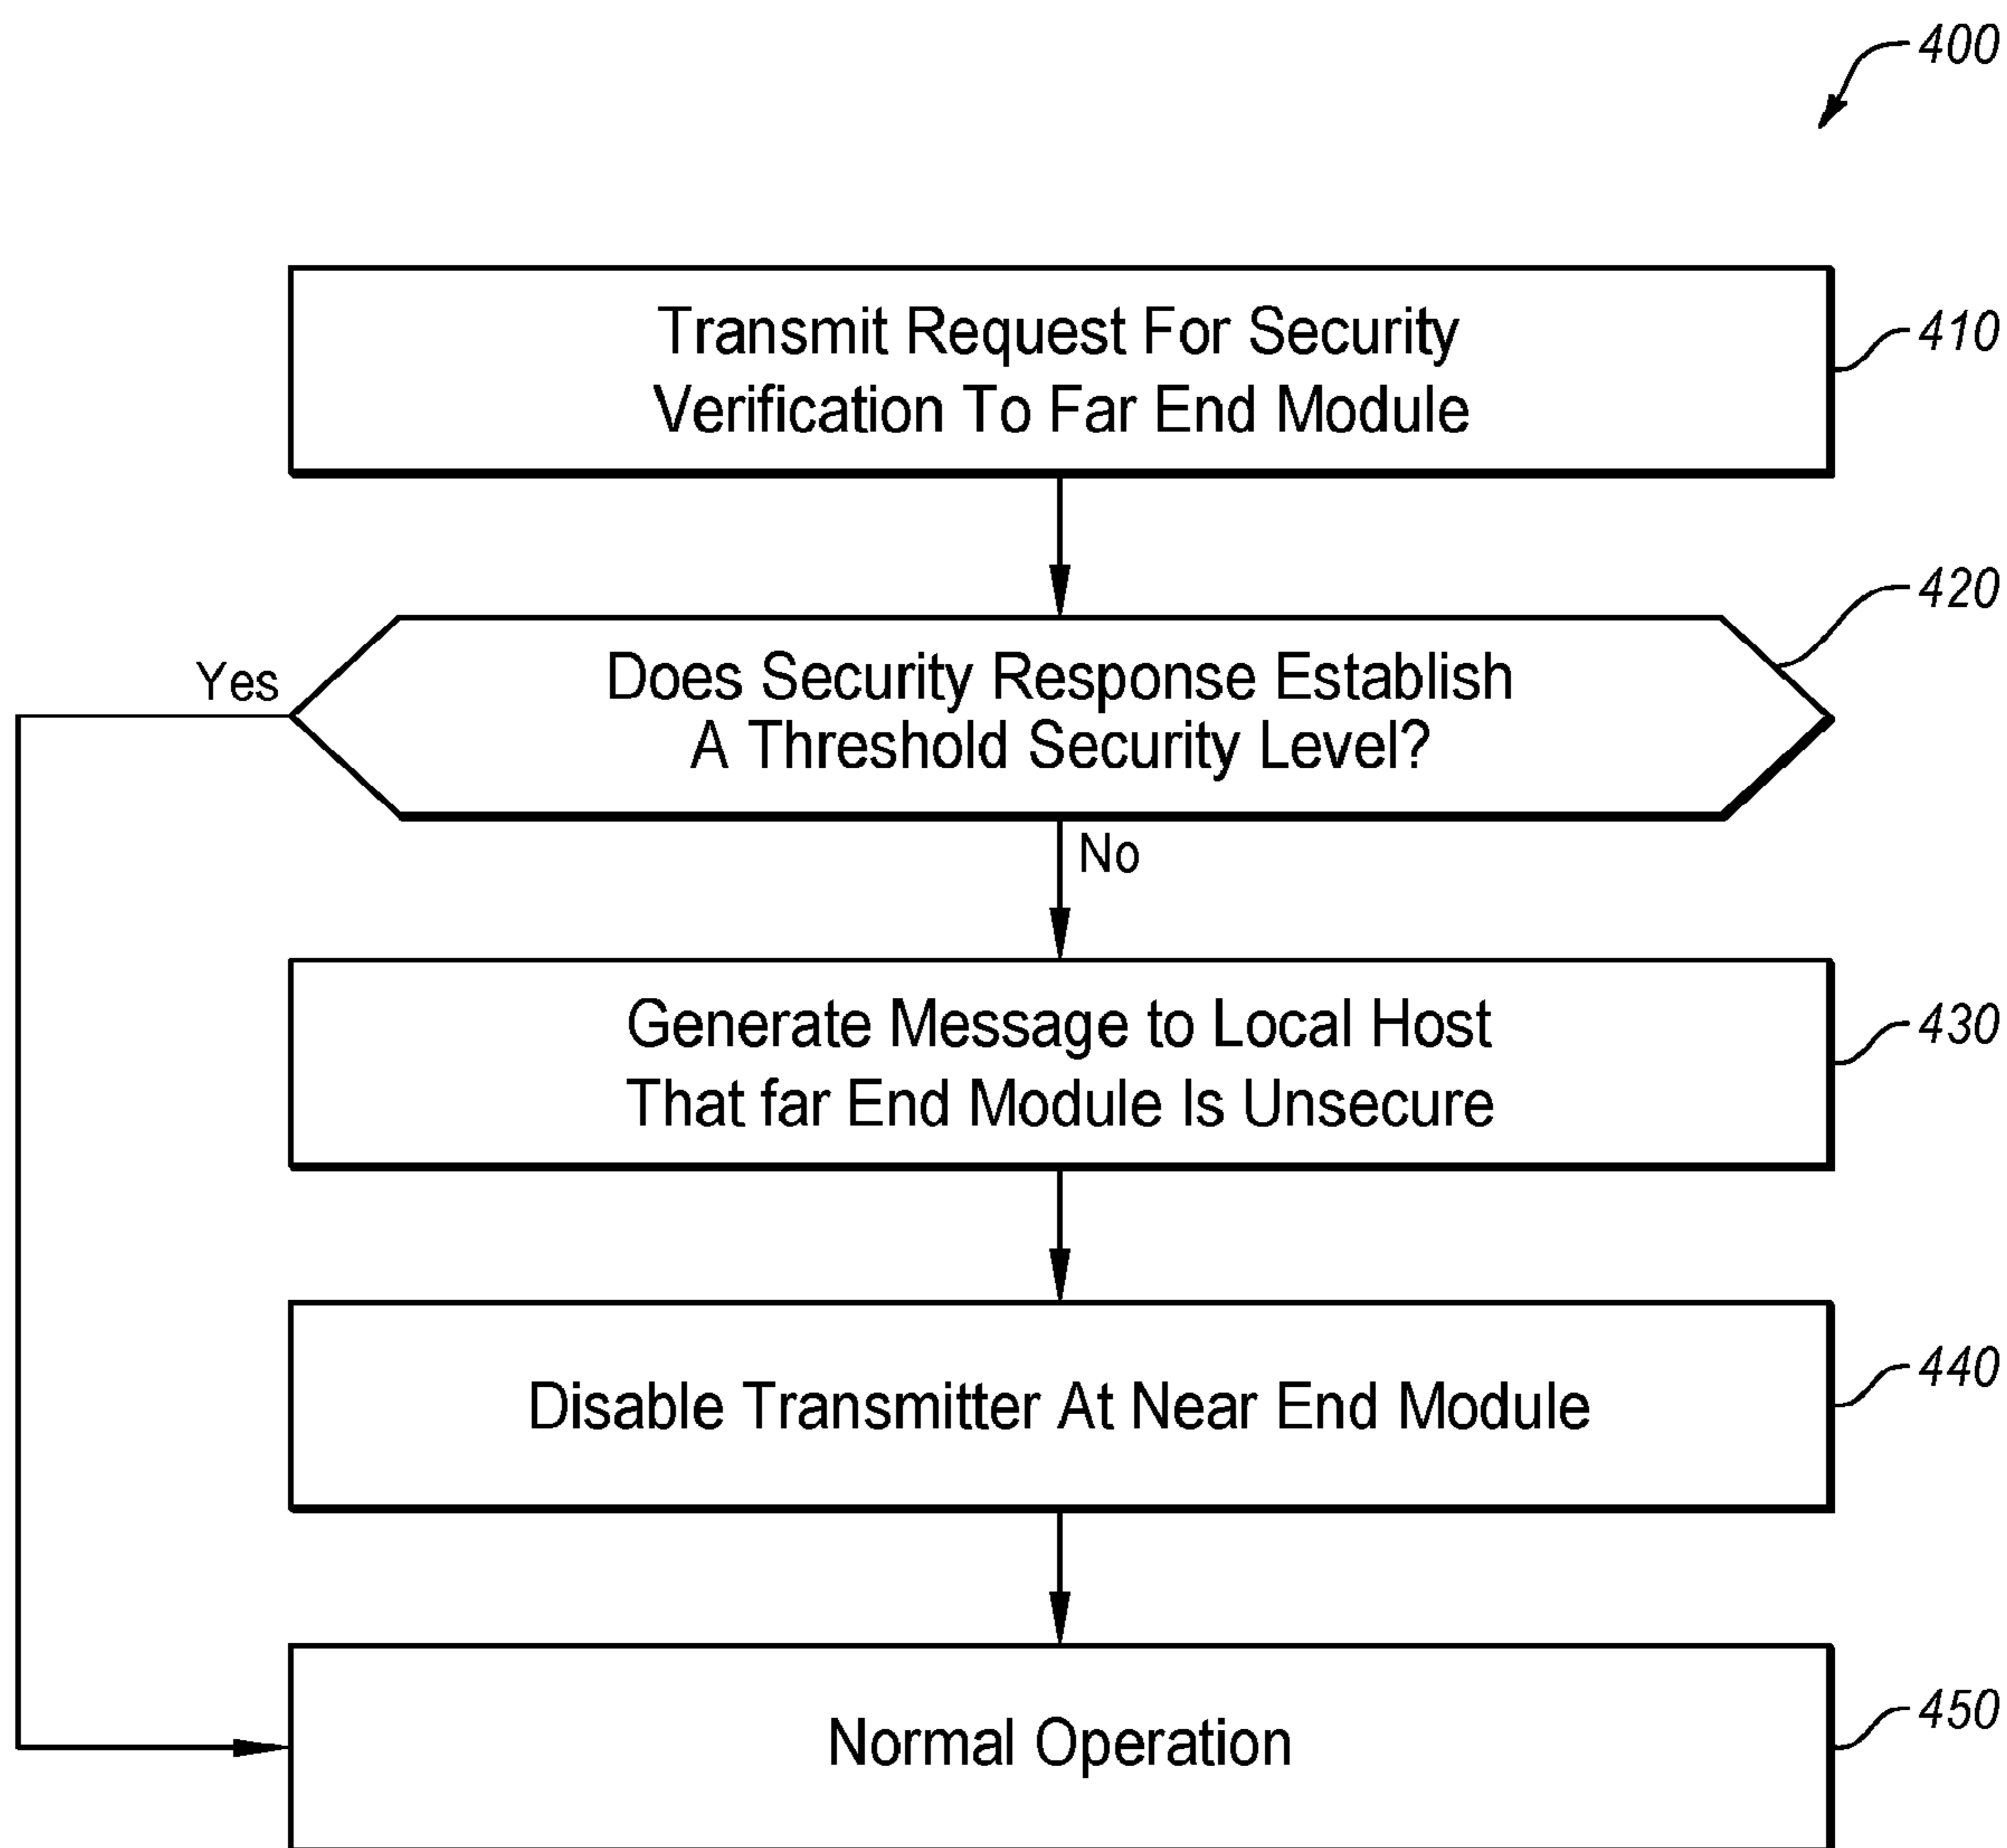 400
Transmit Request For Security
Verification To Far End Module
410
420
Does Security Response Establish
A Threshold Security Level?
Yes
No
Generate Message to Local Host
That far End Module Is Unsecure
430
Disable Transmitter At Near End Module
440
Normal Operation
450